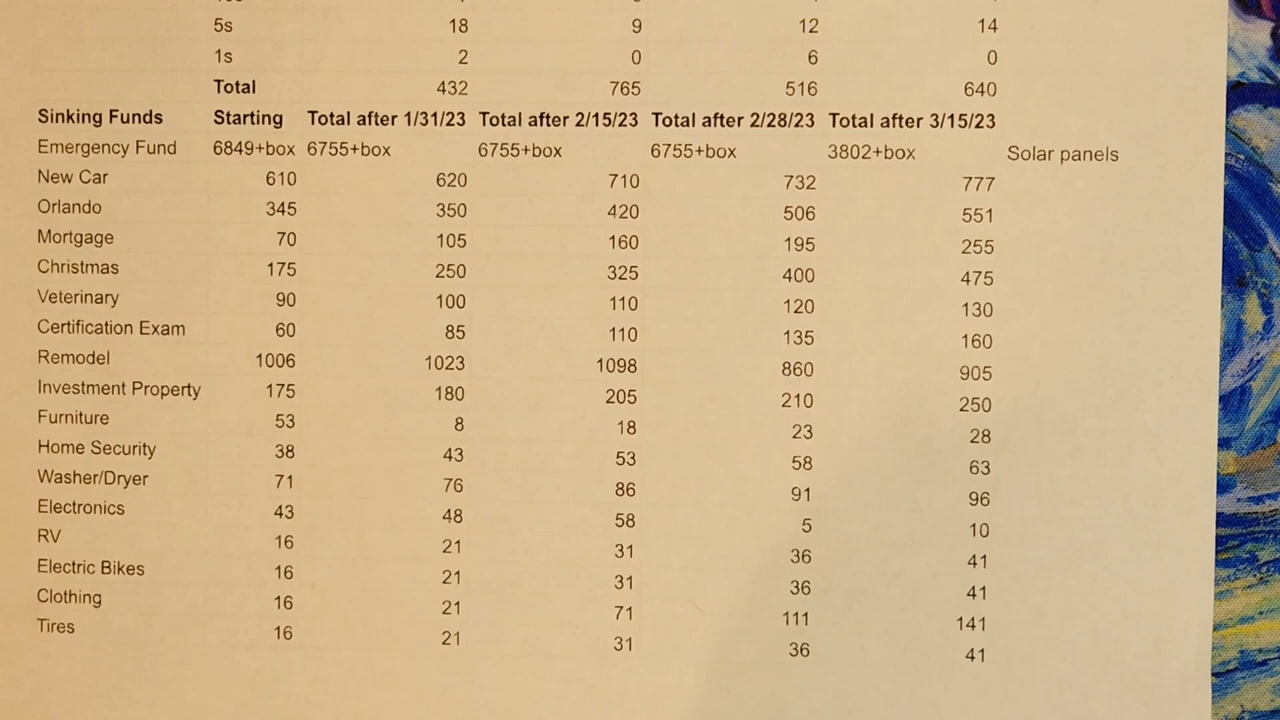 5s 18 9 12 14
1s 2 0 6 0
Total 432 765 516 640
Sinking Funds Starting Total after 1/31/23 Total after 2/15/23 Total after 2/28/23 Total after 3/15/23
Emergency Fund 6849+box 6755+box 6755+box 6755+box 3802+box Solar panels
New Car 610 620 710 732 777
Orlando 345 350 420 506 551
Mortgage 70 105 160 195 255
Christmas 175 250 325 400 475
Veterinary 90 100 110 120 130
Certification Exam 60 85 110 135 160
Remodel 1006 1023 1098 860 905
Investment Property 175 180 205 210 250
Furniture 53 8 18 23 28
Home Security 38 43 53 58 63
Washer/Dryer 71 76 86 91 96
Electronics 43 48 58 5 10
RV 16 21 31 36 41
Electric Bikes 16 21 31 36 41
Clothing 16 21 71 111 141
Tires 16 21 31 36 41